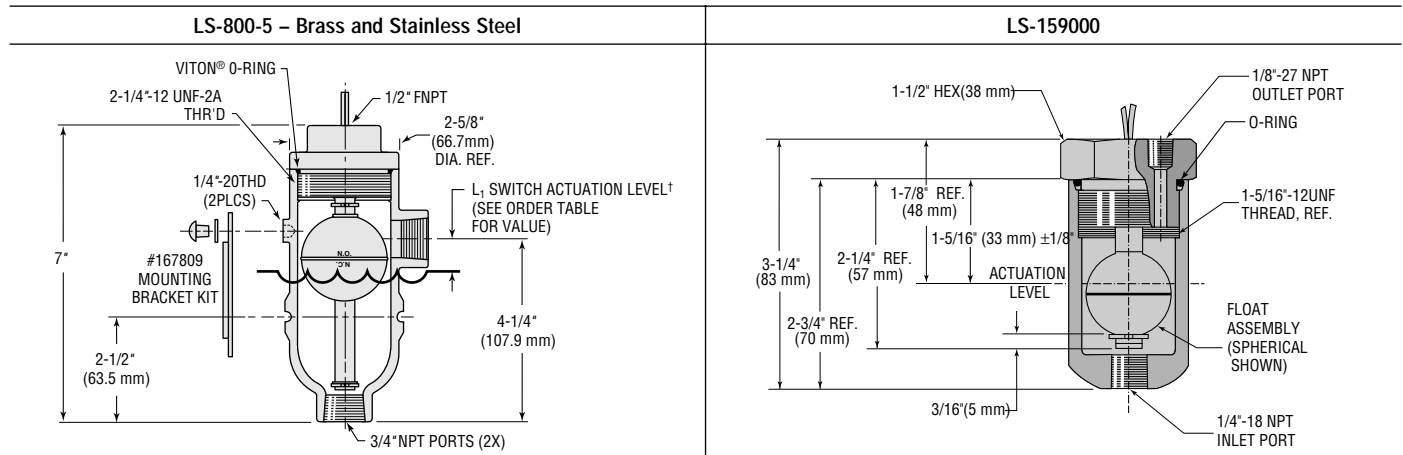 LS-800-5 – Brass and Stainless Steel
VITON® O-RING
2-1/4"-12 UNF-2A
THR'D
1/2" FNPT
2-5/8"
(66.7mm)
DIA. REF.
1/4"-20THD
(2PLCS)
L₁ SWITCH ACTUATION LEVEL†
(SEE ORDER TABLE
FOR VALUE)
7"
#167809
MOUNTING
BRACKET KIT
N.O.
N.C.
2-1/2"
(63.5 mm)
4-1/4"
(107.9 mm)
3/4"NPT PORTS (2X)
LS-159000
1-1/2" HEX(38 mm)
1/8"-27 NPT
OUTLET PORT
O-RING
1-7/8" REF.
(48 mm)
1-5/16"-12UNF
THREAD, REF.
1-5/16" (33 mm) ±1/8"
3-1/4"
(83 mm)
2-1/4" REF.
(57 mm)
ACTUATION
LEVEL
2-3/4" REF.
(70 mm)
FLOAT
ASSEMBLY
(SPHERICAL
SHOWN)
3/16"(5 mm)
1/4"-18 NPT
INLET PORT